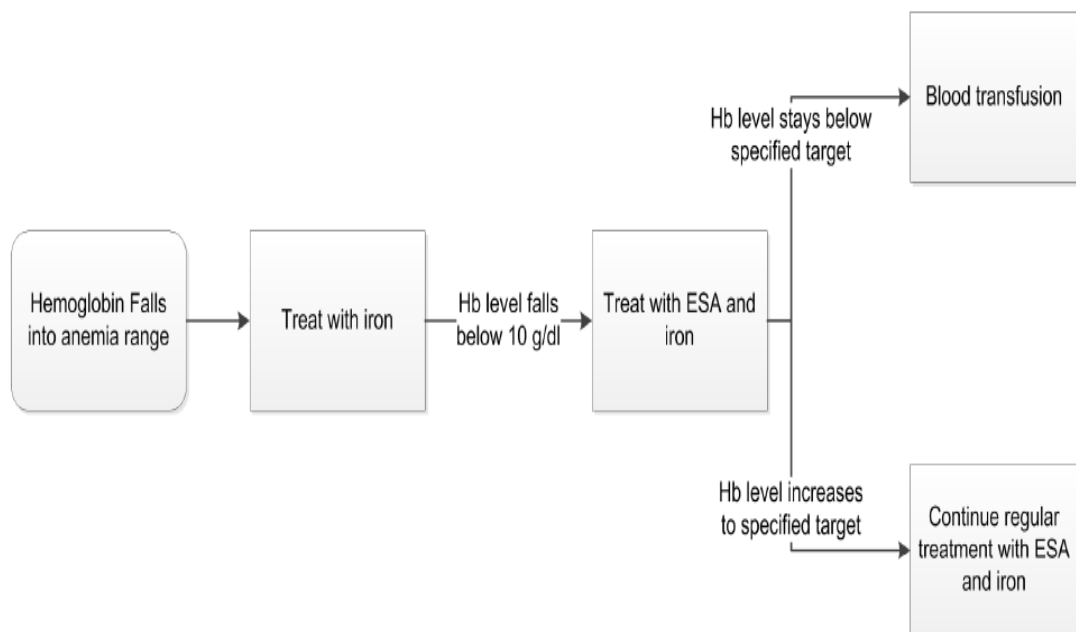 Hemoglobin Falls
into anemia range
Treat with iron
Hb level falls
below 10 g/dl
Treat with ESA and
iron
Hb level stays below
specified target
Blood transfusion
Hb level increases
to specified target
Continue regular
treatment with ESA
and iron